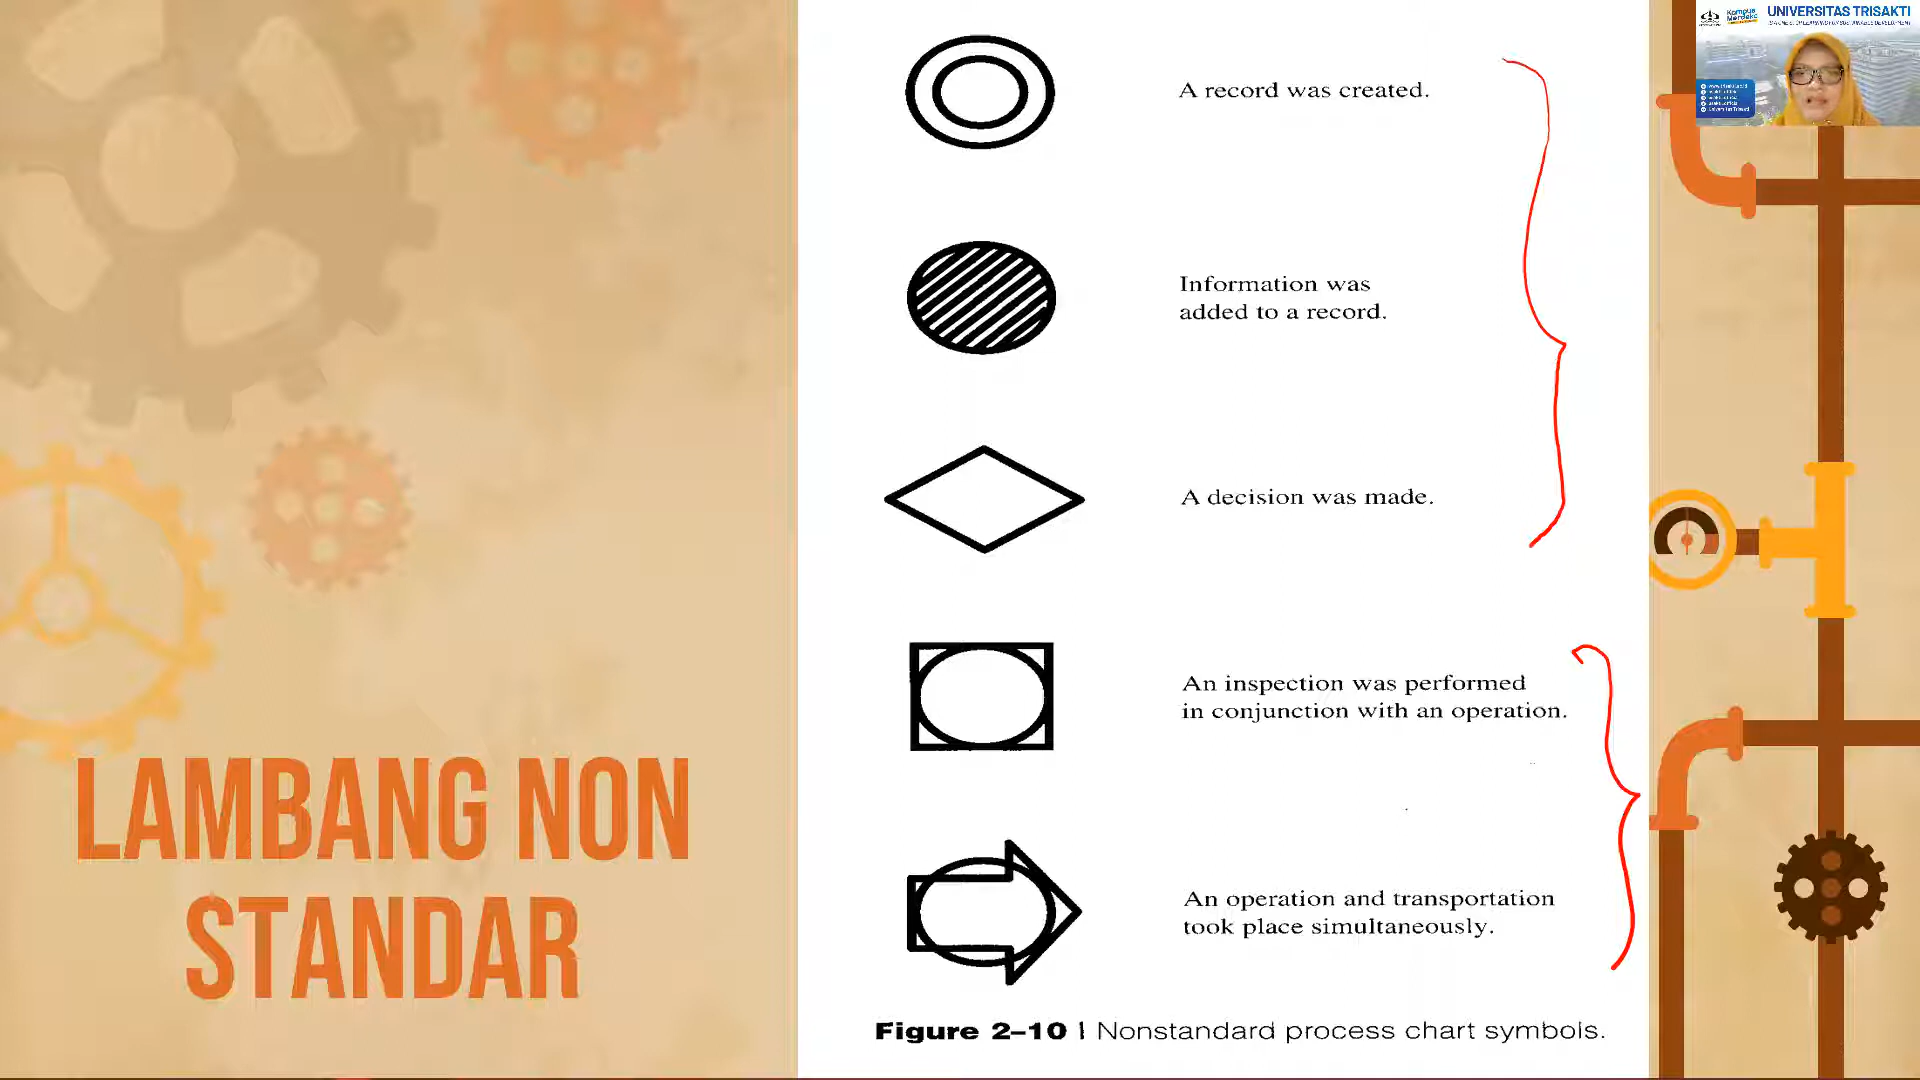 UNIVERSITAS TRISAKTI
Kampus
Merdeka
A record was created.
Information was
added to a record.
A decision was made.
An inspection was performed
in conjunction with an operation.
An operation and transportation
took place simultaneously.
LAMBANG NON
STANDAR
Figure 2–10 | Nonstandard process chart symbols.